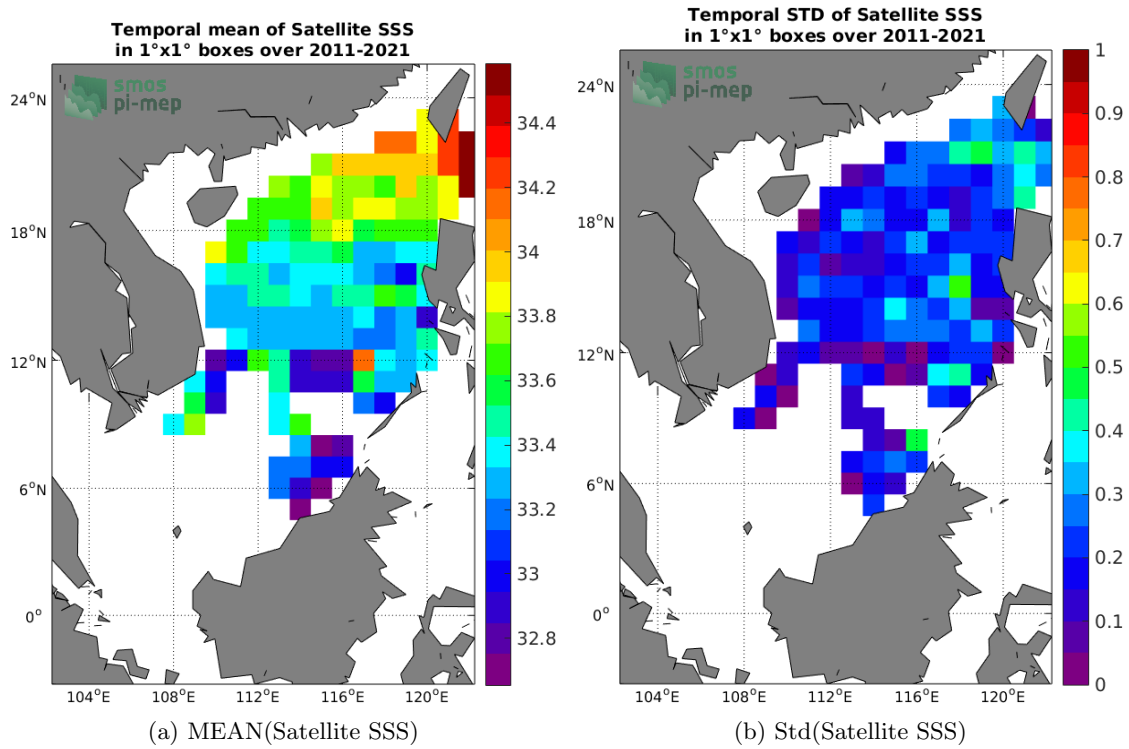 Temporal mean of Satellite SSS
in 1°x1° boxes over 2011-2021
smos
pi-mep
24°N
18°N
12°N
6°N
0°
104°E
108°E
112°E
116°E
120°E
34.4
34.2
34
33.8
33.6
33.4
33.2
33
32.8
(a) MEAN(Satellite SSS)
Temporal STD of Satellite SSS
in 1°x1° boxes over 2011-2021
smos
pi-mep
24°N
18°N
12°N
6°N
0°
104°E
108°E
112°E
116°E
120°E
1
0.9
0.8
0.7
0.6
0.5
0.4
0.3
0.2
0.1
0
(b) Std(Satellite SSS)